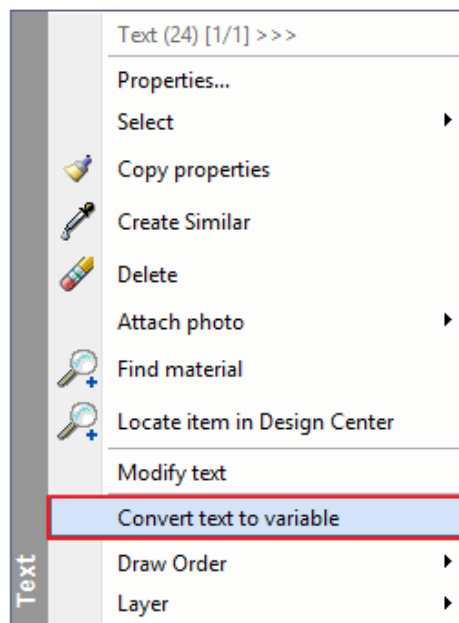 Text (24) [1/1] >>>
Properties...
Select
Copy properties
Create Similar
Delete
Attach photo
Find material
Locate item in Design Center
Modify text
Convert text to variable
Draw Order
Layer
Text